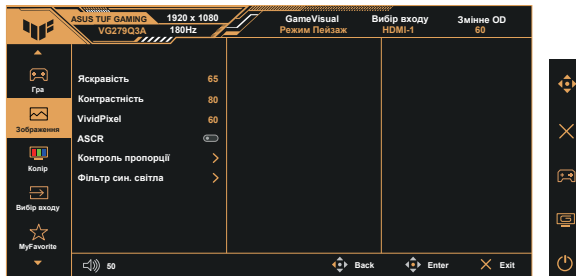 ASUS TUF GAMING 1920 x 1080 GameVisual Вибір входу Змінне OD
VG279Q3A 180Hz Режим Пейзаж HDMI-1 60
Гра
Зображення
Колір
Вибір входу
MyFavorite
Яскравість 65
Контрастність 80
VividPixel 60
ASCR
Контроль пропорції
Фільтр син. світла
50 Back Enter Exit